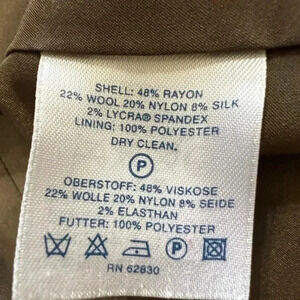 SHELL: 48% RAYON
22% WOOL 20% NYLON 8% SILK
2% LYCRA® SPANDEX
LINING: 100% POLYESTER
DRY CLEAN.
P
OBERSTOFF: 48% VISKOSE
22% WOLLE 20% NYLON 8% SEIDE
2% ELASTHAN
FUTTER: 100% POLYESTER
P
RN 62830